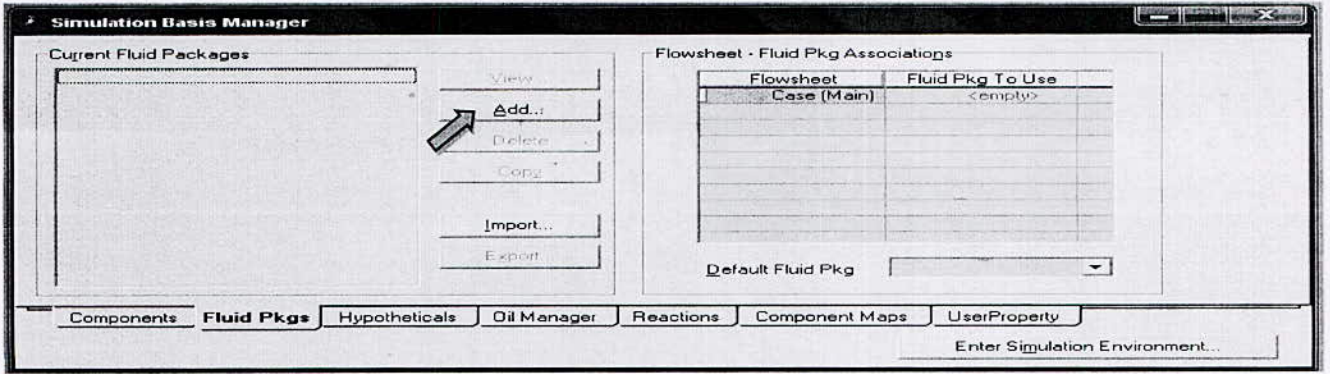 Simulation Basis Manager
Current Fluid Packages
View...
Add...
Delete
Copy
Import...
Export
Flowsheet - Fluid Pkg Associations
Flowsheet Fluid Pkg To Use
Case (Main) <empty>
Default Fluid Pkg
Components Fluid Pkgs Hypotheticals Oil Manager Reactions Component Maps UserProperty
Enter Simulation Environment...